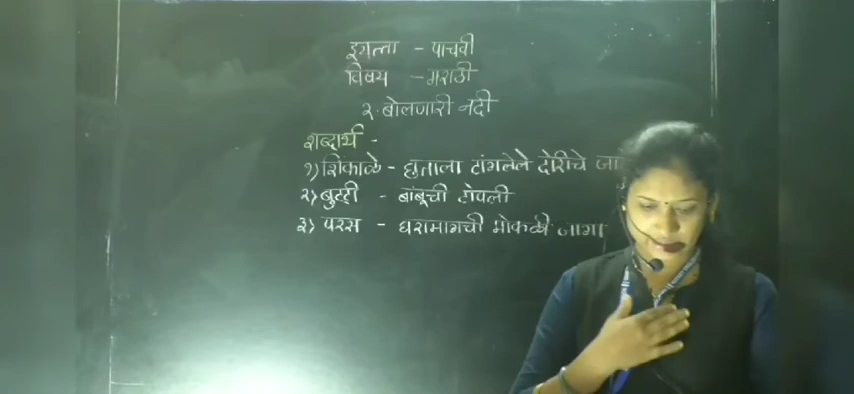 इयत्ता - पाचवी
विषय - मराठी
२. बोलणारी नदी
शब्दार्थ -
१) शिकाळे - छताला टांगलेले दोरीचे
२) बुट्टी - बांबूची टोपली
३) परस - घरामागची मोकळी जागा